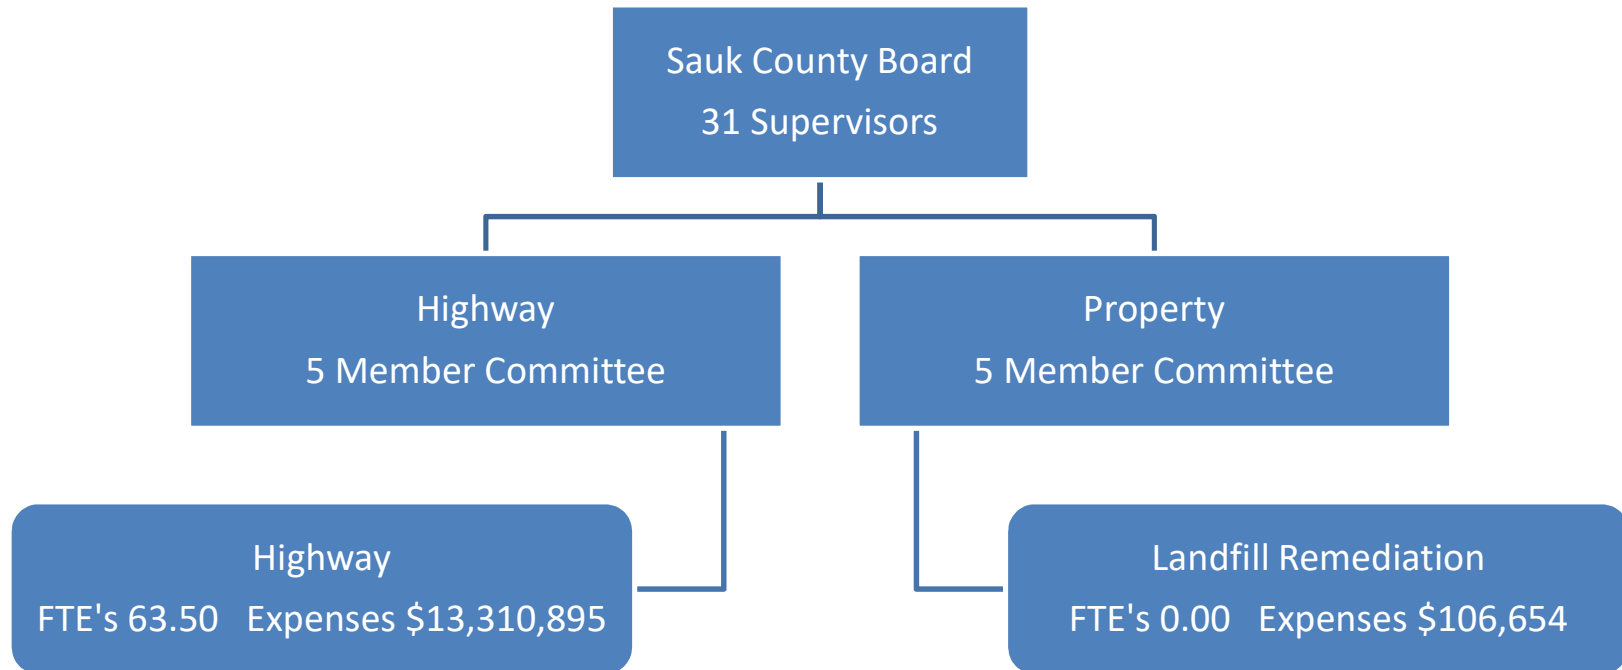 Sauk County Board
31 Supervisors
Highway
5 Member Committee
Property
5 Member Committee
Highway
FTE's 63.50   Expenses $13,310,895
Landfill Remediation
FTE's 0.00   Expenses $106,654